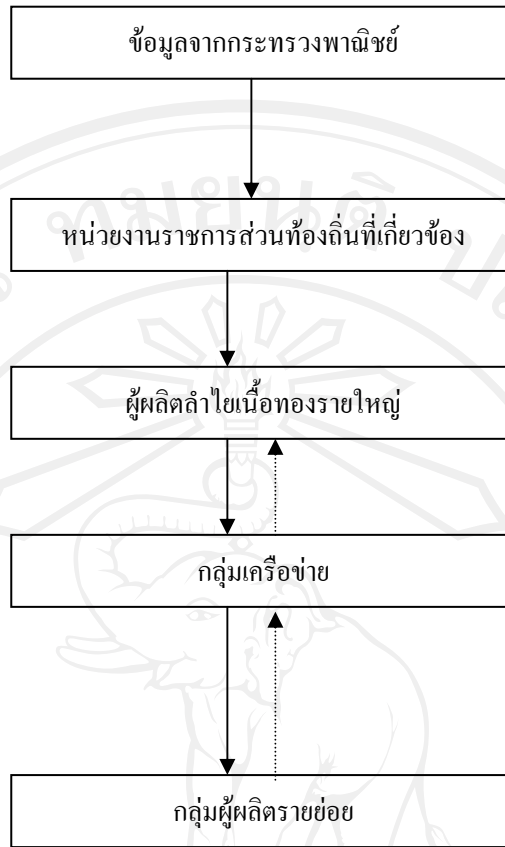 ข้อมูลจากกระทรวงพาณิชย์
หน่วยงานราชการส่วนท้องถิ่นที่เกี่ยวข้อง
ผู้ผลิตลำไยเนื้อทองรายใหญ่
กลุ่มเครือข่าย
กลุ่มผู้ผลิตรายย่อย